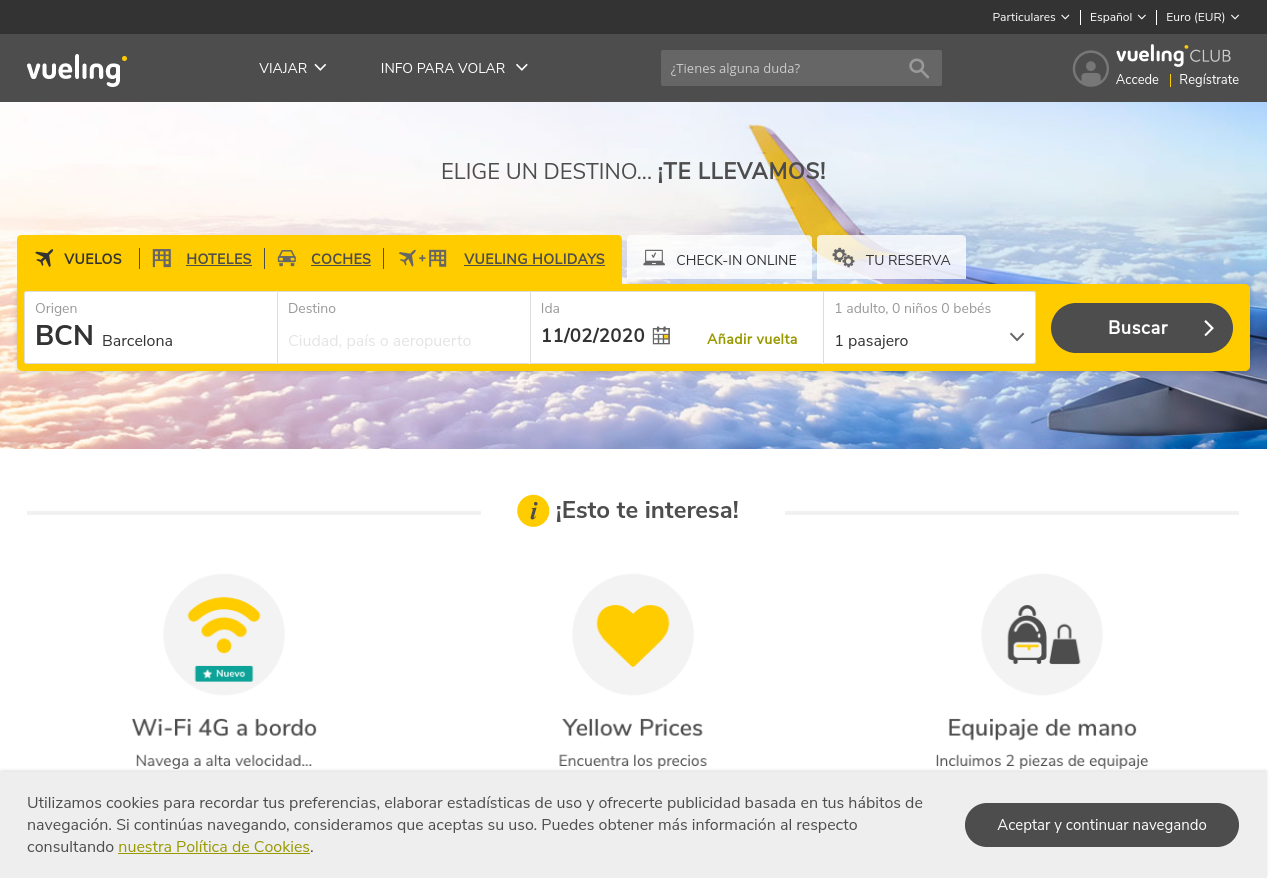 Particulares
Español
Euro (EUR)
vueling
VIAJAR
INFO PARA VOLAR
¿Tienes alguna duda?
vueling CLUB
Accede
Regístrate
ELIGE UN DESTINO... ¡TE LLEVAMOS!
VUELOS
HOTELES
COCHES
+
VUELING HOLIDAYS
CHECK-IN ONLINE
TU RESERVA
Origen
BCN Barcelona
Destino
Ciudad, país o aeropuerto
Ida
11/02/2020
Añadir vuelta
1 adulto, 0 niños 0 bebés
1 pasajero
Buscar
i ¡Esto te interesa!
Nuevo
Wi-Fi 4G a bordo
Navega a alta velocidad...
Yellow Prices
Encuentra los precios
Equipaje de mano
Incluimos 2 piezas de equipaje
Utilizamos cookies para recordar tus preferencias, elaborar estadísticas de uso y ofrecerte publicidad basada en tus hábitos de
navegación. Si continúas navegando, consideramos que aceptas su uso. Puedes obtener más información al respecto
consultando nuestra Política de Cookies.
Aceptar y continuar navegando